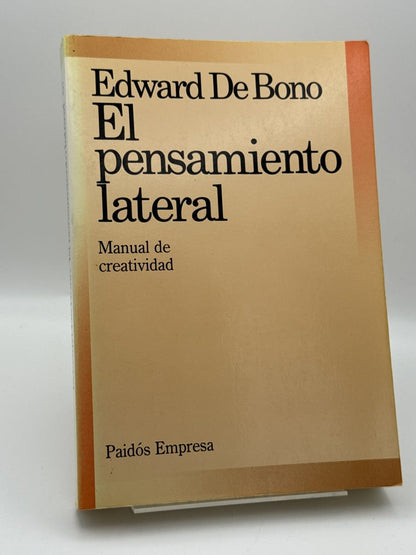 Edward De Bono
El
pensamiento
lateral
Manual de
creatividad
Paidós Empresa